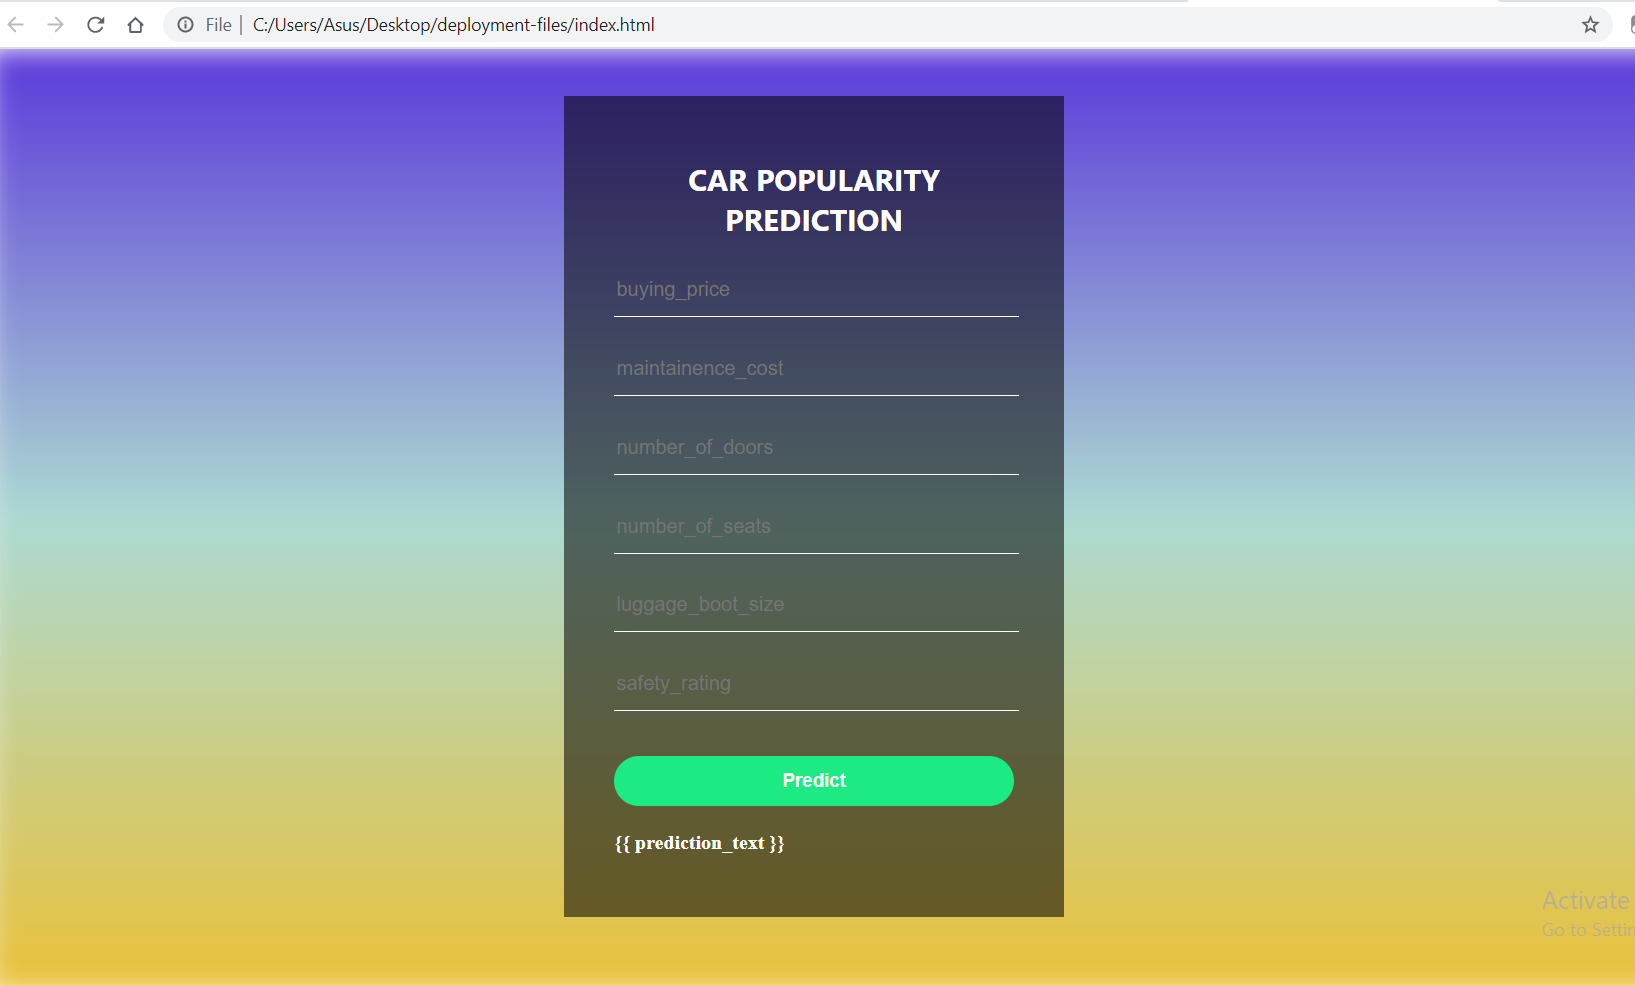 File | C:/Users/Asus/Desktop/deployment-files/index.html
CAR POPULARITY
PREDICTION
buying_price
maintainence_cost
number_of_doors
number_of_seats
luggage_boot_size
safety_rating
Predict
{{ prediction_text }}
Activate
Go to Settin